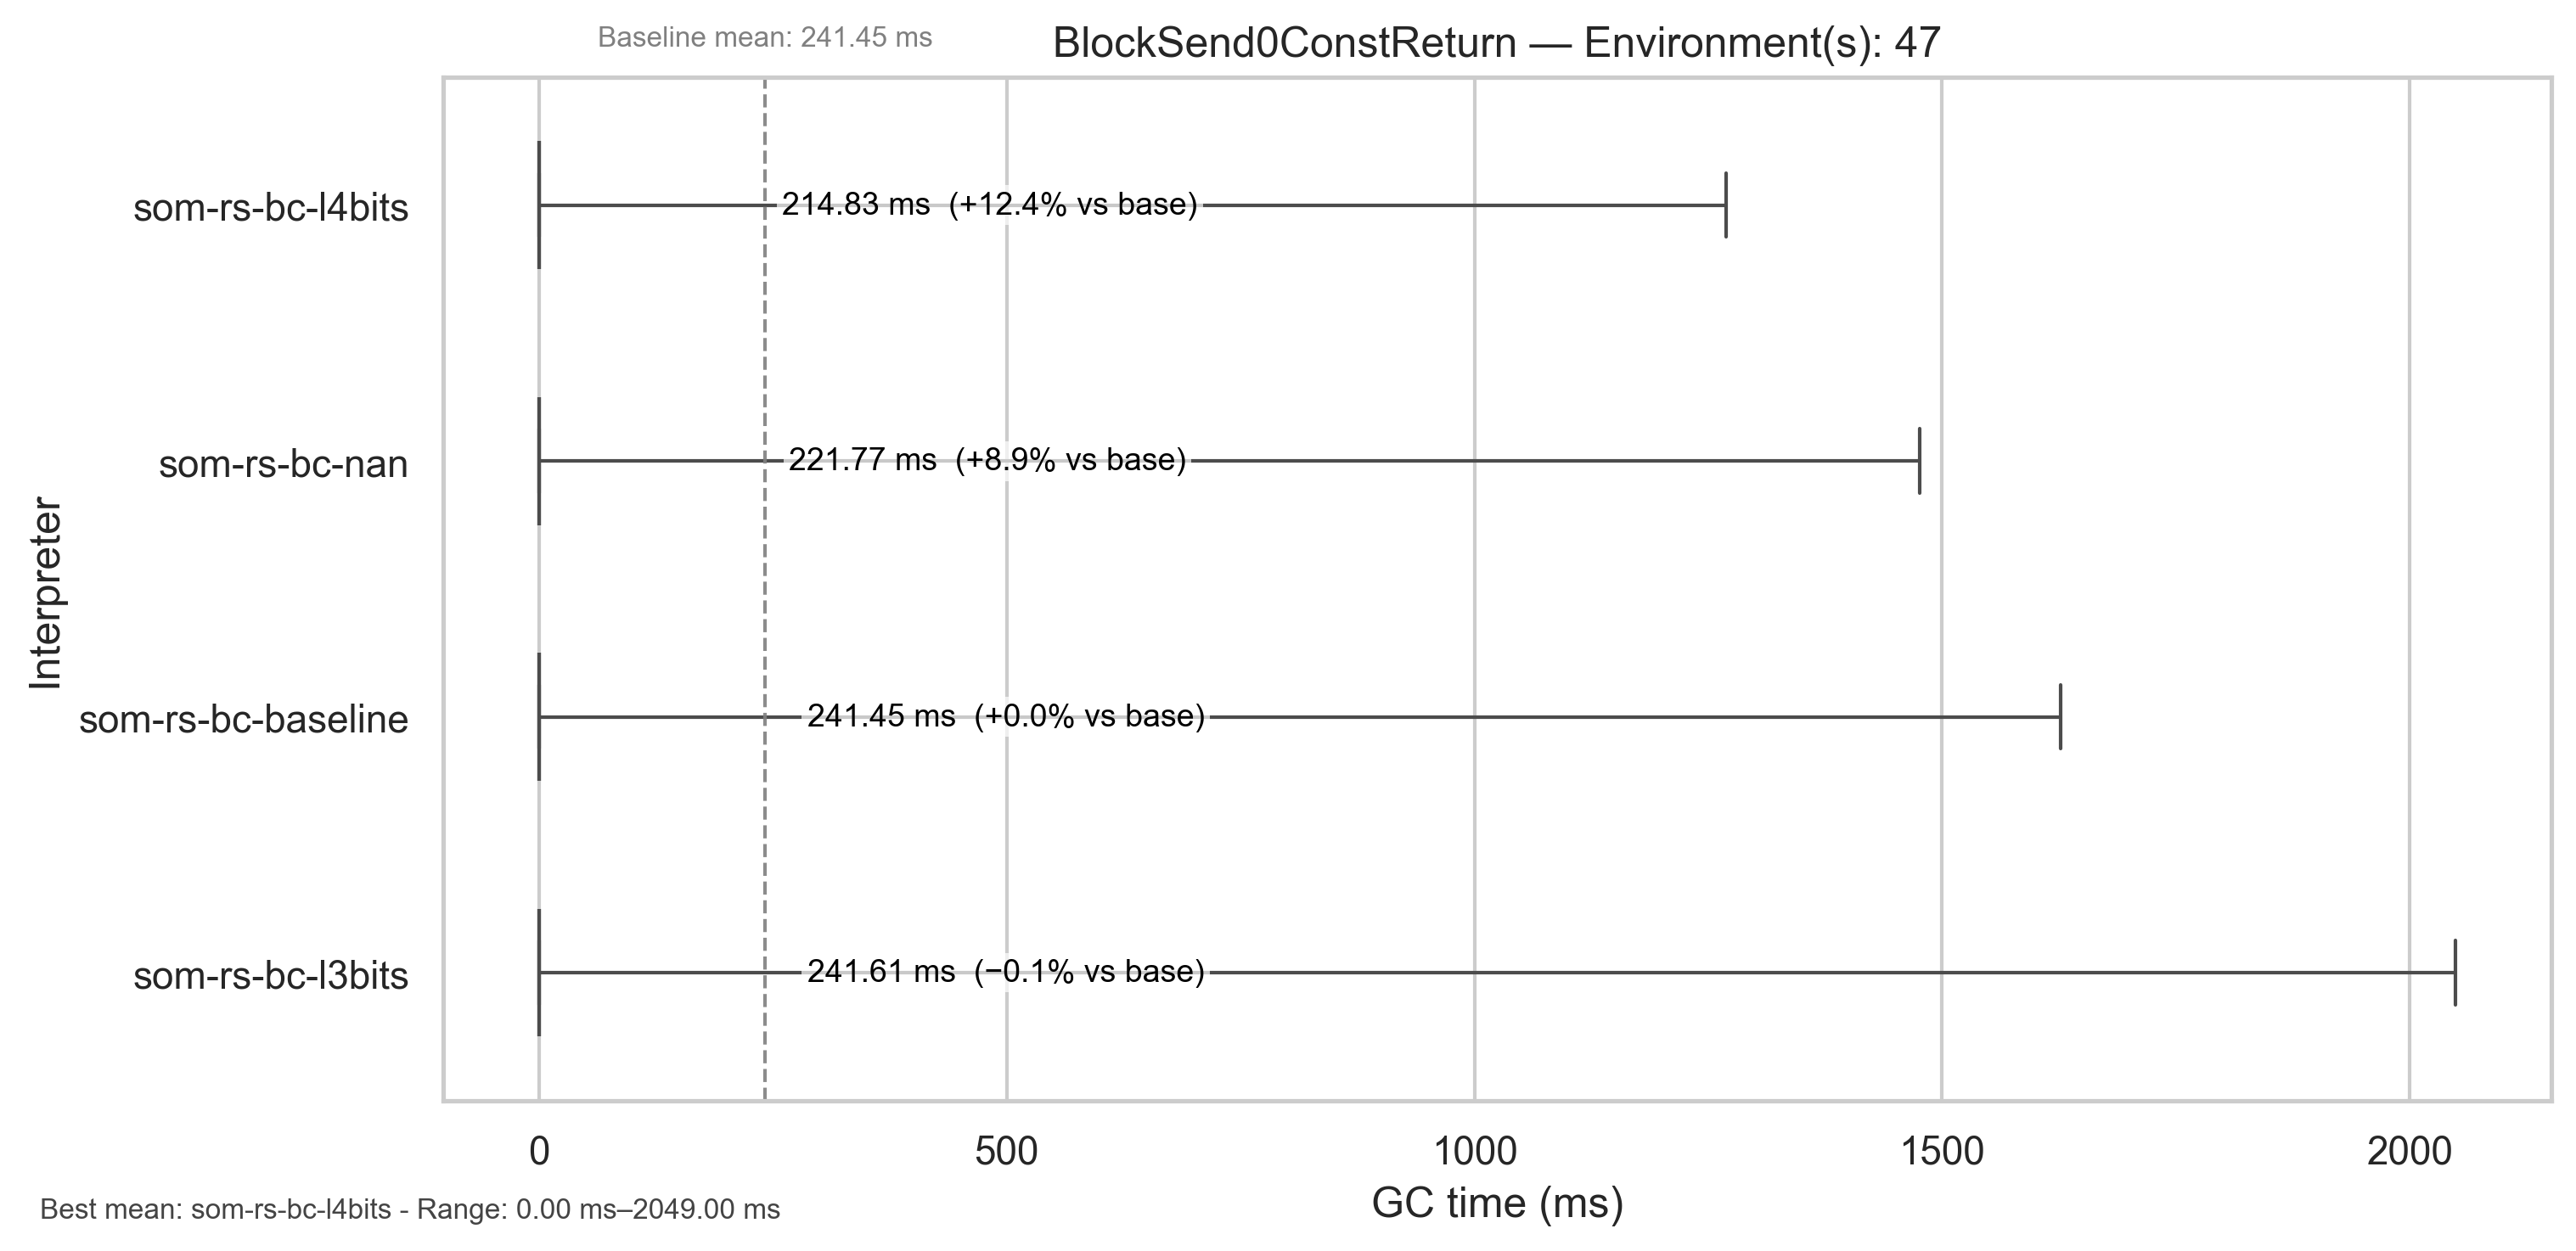 Baseline mean: 241.45 ms
BlockSend0ConstReturn — Environment(s): 47
Interpreter
som-rs-bc-l4bits
214.83 ms (+12.4% vs base)
som-rs-bc-nan
221.77 ms (+8.9% vs base)
som-rs-bc-baseline
241.45 ms (+0.0% vs base)
som-rs-bc-l3bits
241.61 ms (−0.1% vs base)
0 500 1000 1500 2000
GC time (ms)
Best mean: som-rs-bc-l4bits - Range: 0.00 ms–2049.00 ms